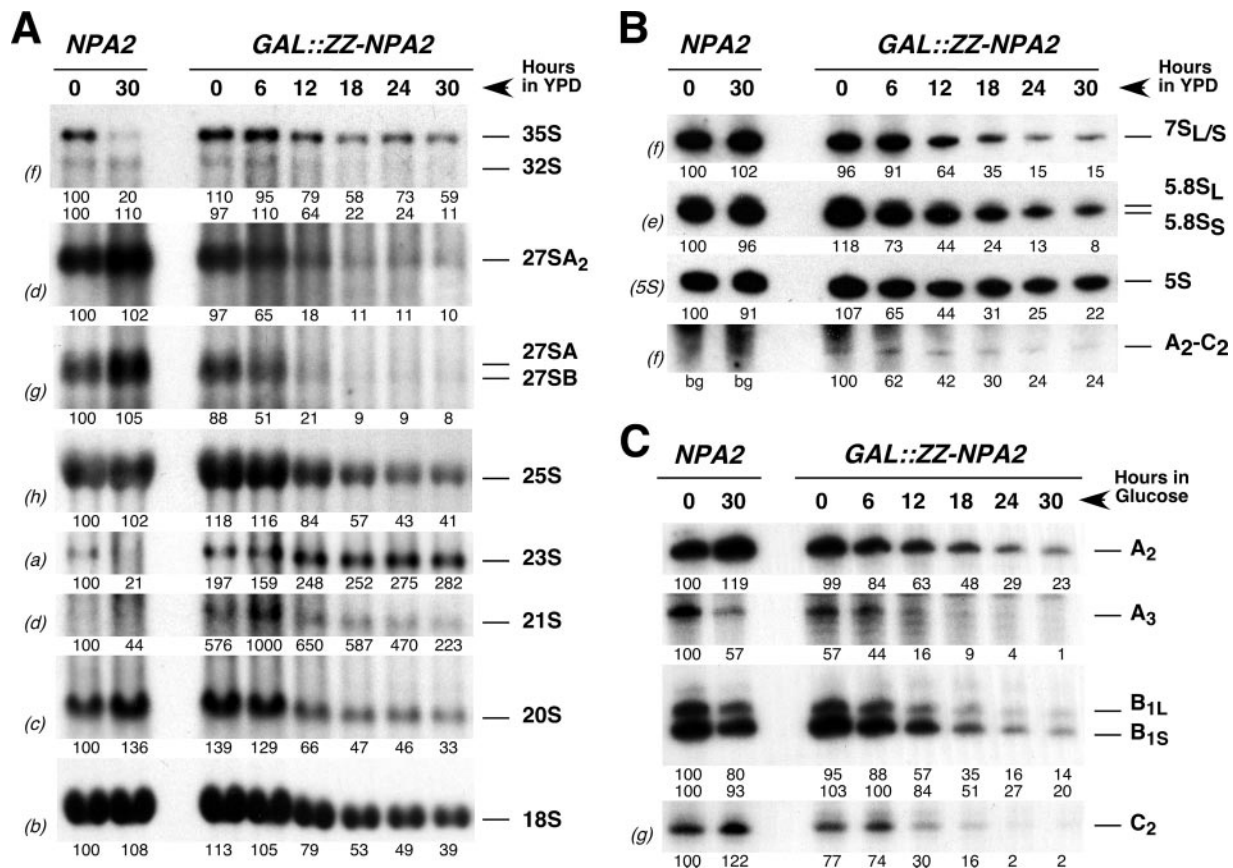 A
NPA2 GAL::ZZ-NPA2
0 30 0 6 12 18 24 30 Hours in YPD
35S
(f) 32S
100 20 110 95 79 58 73 59
100 110 97 110 64 22 24 11
(d) 27SA2
100 102 97 65 18 11 11 10
27SA
(g) 27SB
100 105 88 51 21 9 9 8
(h) 25S
100 102 118 116 84 57 43 41
(a) 23S
100 21 197 159 248 252 275 282
(d) 21S
100 44 576 1000 650 587 470 223
(c) 20S
100 136 139 129 66 47 46 33
(b) 18S
100 108 113 105 79 53 49 39
B
NPA2 GAL::ZZ-NPA2
0 30 0 6 12 18 24 30 Hours in YPD
(f) 7SL/S
100 102 96 91 64 35 15 15
5.8SL
(e) 5.8SS
100 96 118 73 44 24 13 8
(5S) 5S
100 91 107 65 44 31 25 22
(f) A2-C2
bg bg 100 62 42 30 24 24
C
NPA2 GAL::ZZ-NPA2
0 30 0 6 12 18 24 30 Hours in Glucose
A2
100 119 99 84 63 48 29 23
A3
100 57 57 44 16 9 4 1
B1L
B1S
100 80 95 88 57 35 16 14
100 93 103 100 84 51 27 20
(g) C2
100 122 77 74 30 16 2 2